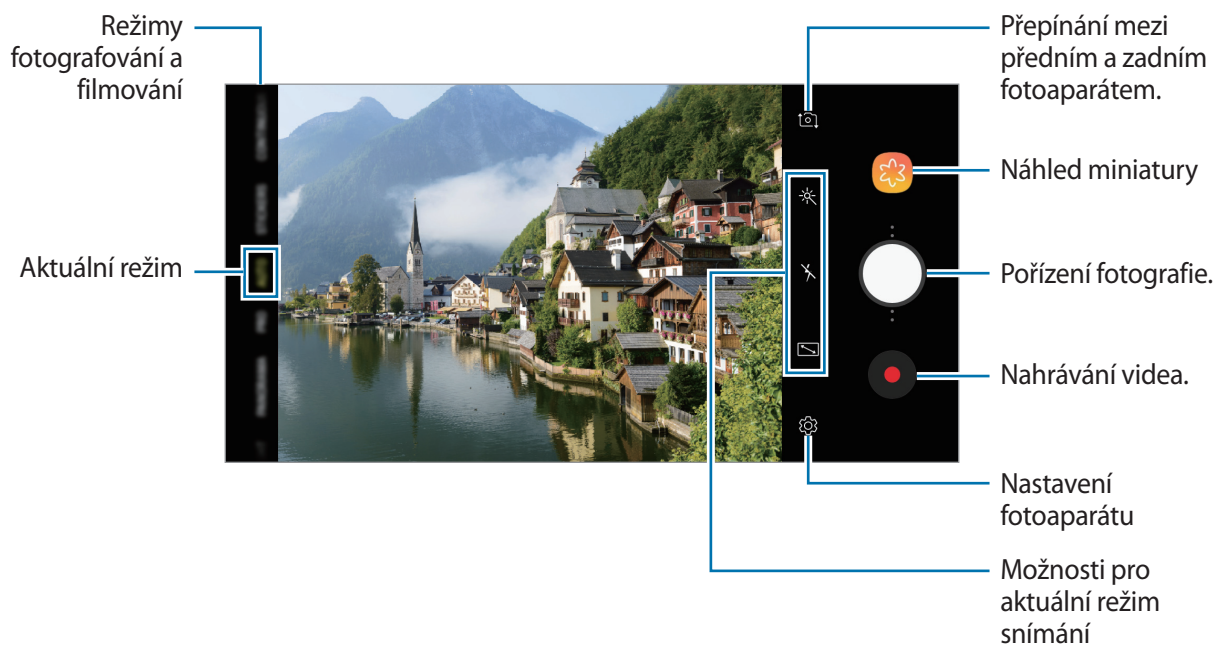 Režimy
fotografování a
filmování
Aktuální režim
Přepínání mezi
předním a zadním
fotoaparátem.
Náhled miniatury
Pořízení fotografie.
Nahrávání videa.
Nastavení
fotoaparátu
Možnosti pro
aktuální režim
snímání